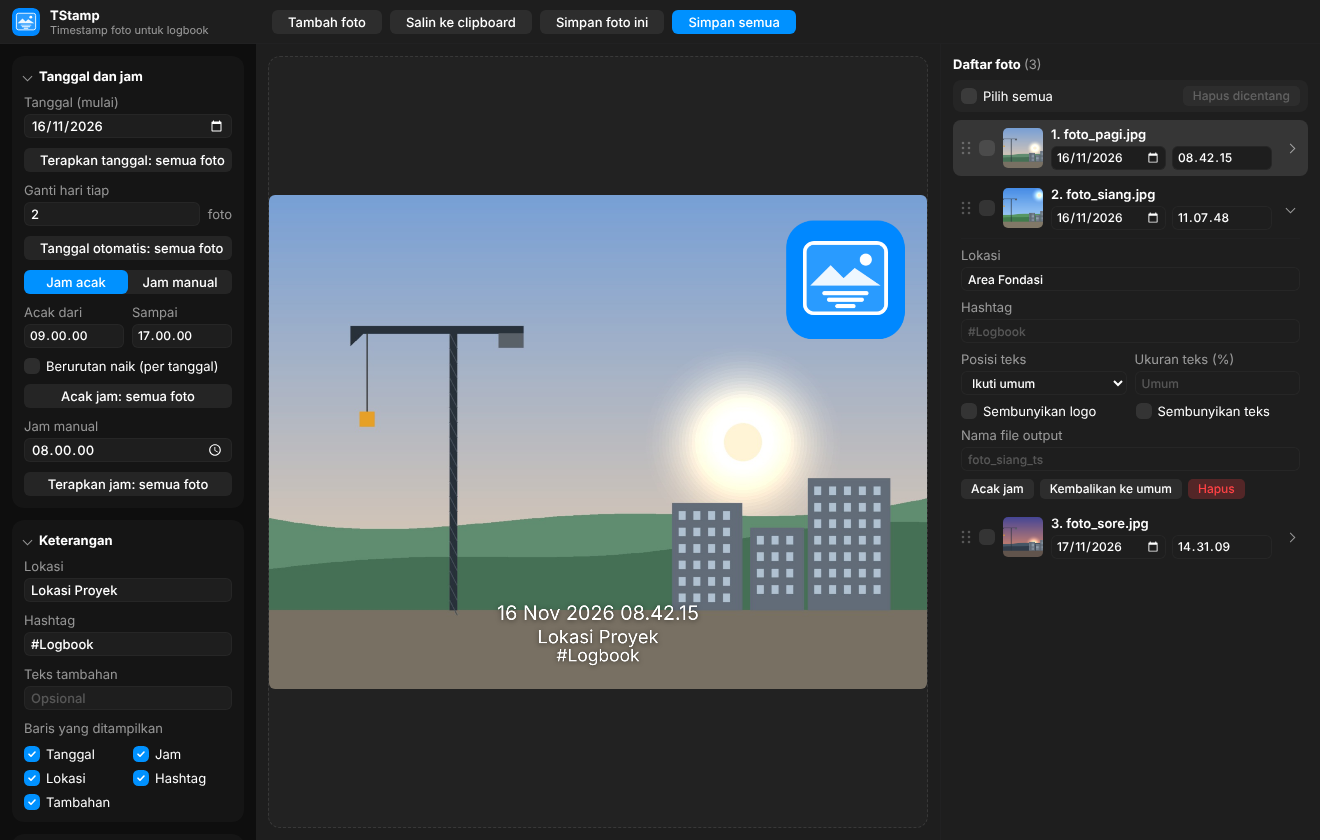 TStamp
Timestamp foto untuk logbook
Tambah foto
Salin ke clipboard
Simpan foto ini
Simpan semua
Tanggal dan jam
Tanggal (mulai)
16/11/2026
Terapkan tanggal: semua foto
Ganti hari tiap
2 foto
Tanggal otomatis: semua foto
Jam acak
Jam manual
Acak dari
Sampai
09.00.00
17.00.00
Berurutan naik (per tanggal)
Acak jam: semua foto
Jam manual
08.00.00
Terapkan jam: semua foto
Keterangan
Lokasi
Lokasi Proyek
Hashtag
#Logbook
Teks tambahan
Opsional
Baris yang ditampilkan
Tanggal
Jam
Lokasi
Hashtag
Tambahan
16 Nov 2026 08.42.15
Lokasi Proyek
#Logbook
Daftar foto (3)
Pilih semua
Hapus dicentang
1. foto_pagi.jpg
16/11/2026
08.42.15
2. foto_siang.jpg
16/11/2026
11.07.48
Lokasi
Area Fondasi
Hashtag
#Logbook
Posisi teks
Ukuran teks (%)
Ikuti umum
Umum
Sembunyikan logo
Sembunyikan teks
Nama file output
foto_siang_ts
Acak jam
Kembalikan ke umum
Hapus
3. foto_sore.jpg
17/11/2026
14.31.09